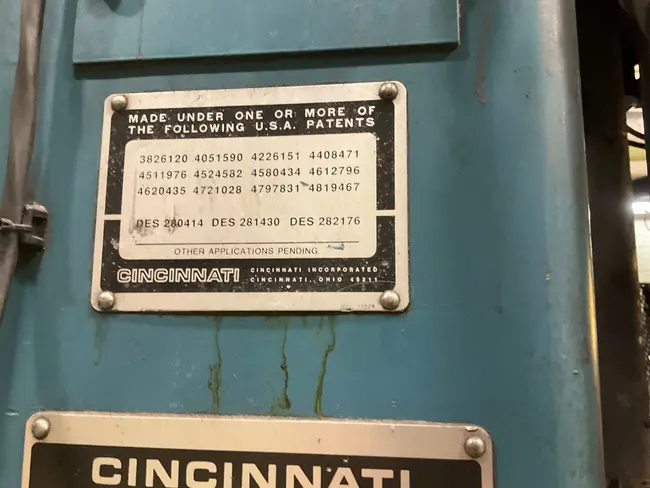 MADE UNDER ONE OR MORE OF
THE FOLLOWING U.S.A. PATENTS
3826120 4051590 4226151 4408471
4511976 4524582 4580434 4612796
4620435 4721028 4797831 4819467
DES 280414 DES 281430 DES 282176
OTHER APPLICATIONS PENDING
CINCINNATI CINCINNATI INCORPORATED
CINCINNATI, OHIO 45211
CINCINNATI